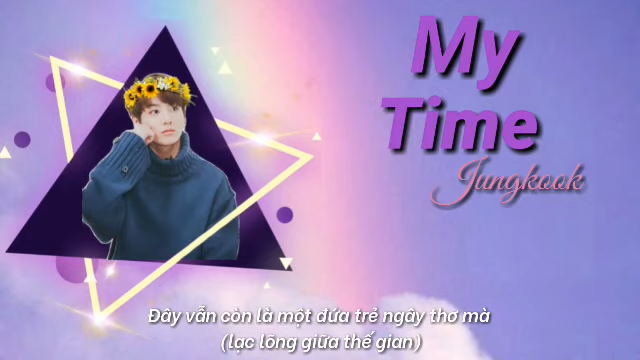 My
Time
Jungkook
Đây vẫn còn là một đứa trẻ ngây thơ mà
(lạc lõng giữa thế gian)